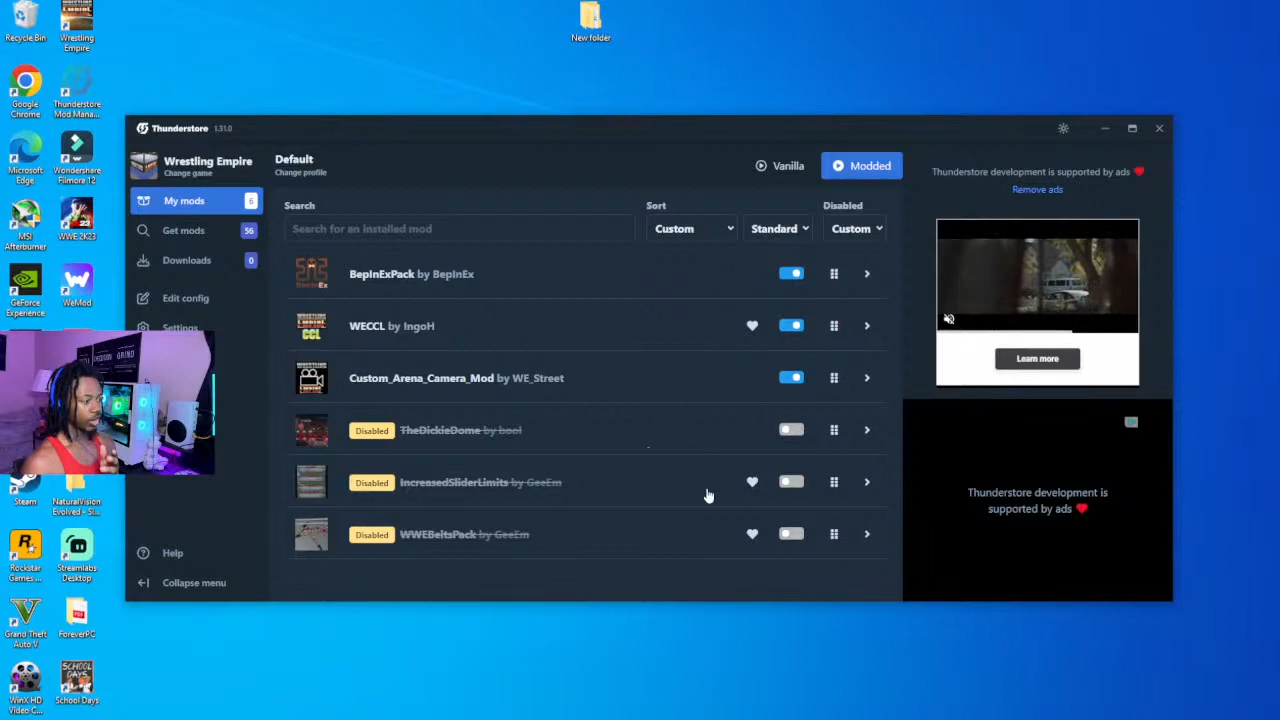 Recycle Bin
Wrestling
Empire
New folder
Google
Chrome
Thunderstore
Mod Mana...
Microsoft
Edge
Wondershare
Filmora 12
MSI
Afterburner
WWE 2K23
GeForce
Experience
WeMod
Steam
NaturalVision
Evolved - Si...
Rockstar
Games ...
Streamlabs
Desktop
Grand Theft
Auto V
ForeverPC
WinX HD
Video C...
School Days
Thunderstore 1.31.0
Wrestling Empire
Change game
Default
Change profile
Vanilla
Modded
My mods 6
Get mods 56
Downloads 0
Edit config
Settings
Help
Collapse menu
Search
Search for an installed mod
Sort
Custom
Standard
Disabled
Custom
BepInExPack by BepInEx
WECCL by IngoH
Custom_Arena_Camera_Mod by WE_Street
Disabled TheDickieDome by bool
Disabled IncreasedSliderLimits by GeeEm
Disabled WWEBeltsPack by GeeEm
Thunderstore development is supported by ads
Remove ads
Learn more
Thunderstore development is
supported by ads